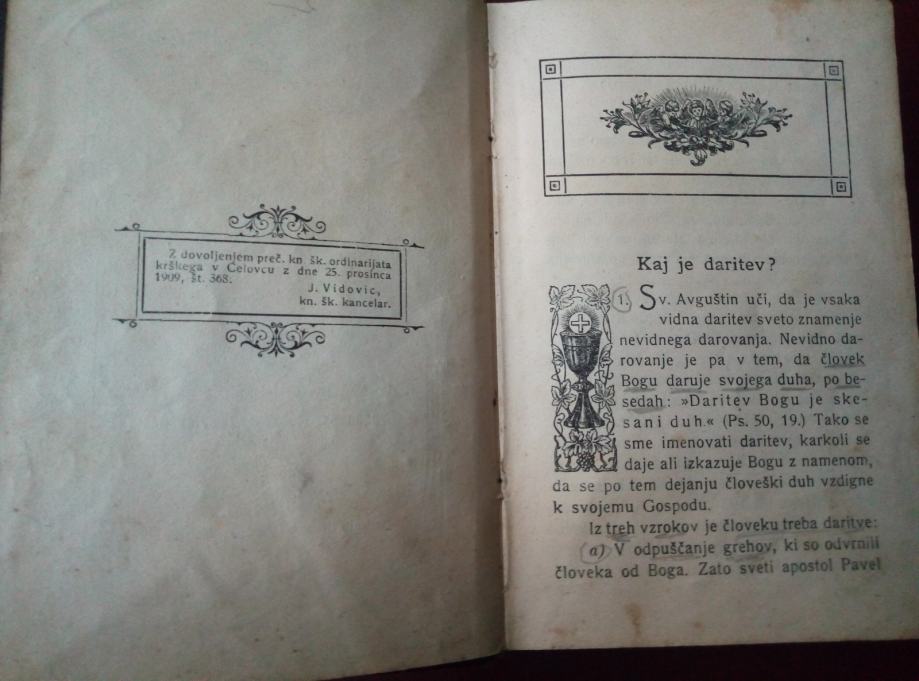 Z dovoljenjem preč. kn. šk. ordinarijata
krškega v Celovcu z dne 25. prosinca
1909, št. 368.
J. Vidovic,
kn. šk. kancelar.
Kaj je daritev?
1. Sv. Avguštin uči, da je vsaka
vidna daritev sveto znamenje
nevidnega darovanja. Nevidno da-
rovanje je pa v tem, da človek
Bogu daruje svojega duha, po be-
sedah: »Daritev Bogu je ske-
sani duh.« (Ps. 50, 19.) Tako se
sme imenovati daritev, karkoli se
daje ali izkazuje Bogu z namenom,
da se po tem dejanju človeški duh vzdigne
k svojemu Gospodu.
Iz treh vzrokov je človeku treba daritve:
(a) V odpuščanje grehov, ki so odvrnili
človeka od Boga. Zato sveti apostol Pavel